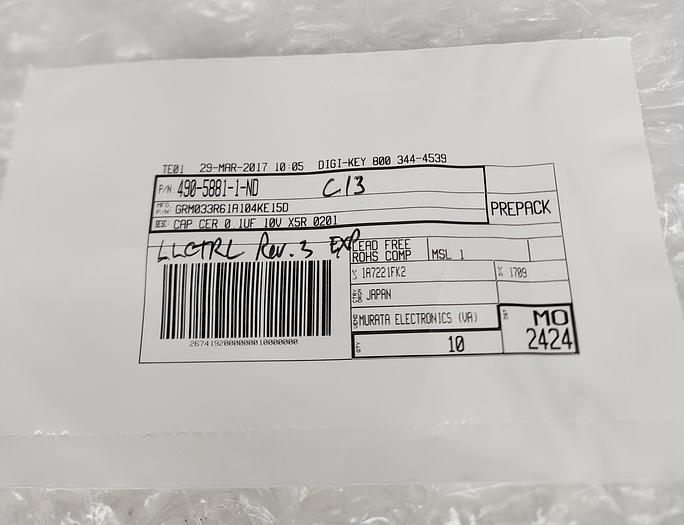 TE01 29-MAR-2017 10:05 DIGI-KEY 800 344-4539
P/N: 490-5881-1-ND C13
MFG. P/N: GRM033R61A104KE15D
PREPACK
DESC: CAP CER 0.1UF 10V X5R 0201
LLCTRL Rev. 3 EXP
LEAD FREE
ROHS COMP
MSL 1
1A7221FK2
1709
JAPAN
MURATA ELECTRONICS (VA)
MO
2424
QTY
10